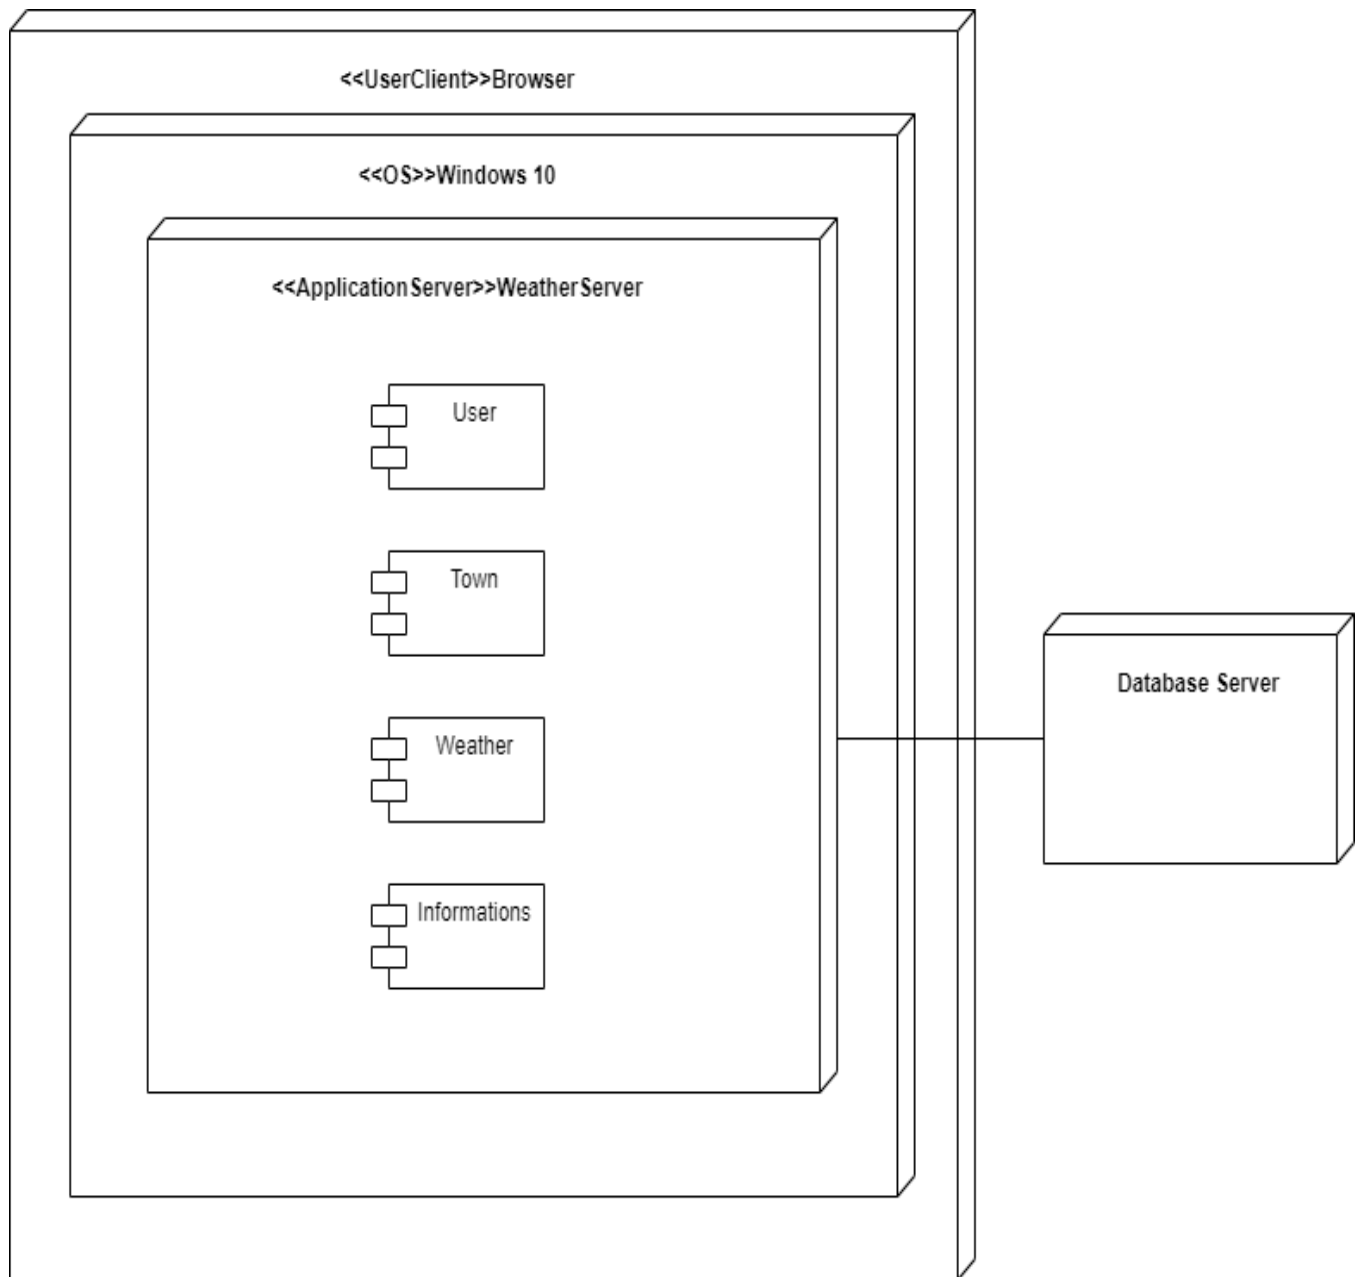 <<UserClient>>Browser
<<OS>>Windows 10
<<ApplicationServer>>WeatherServer
User
Town
Weather
Informations
Database Server